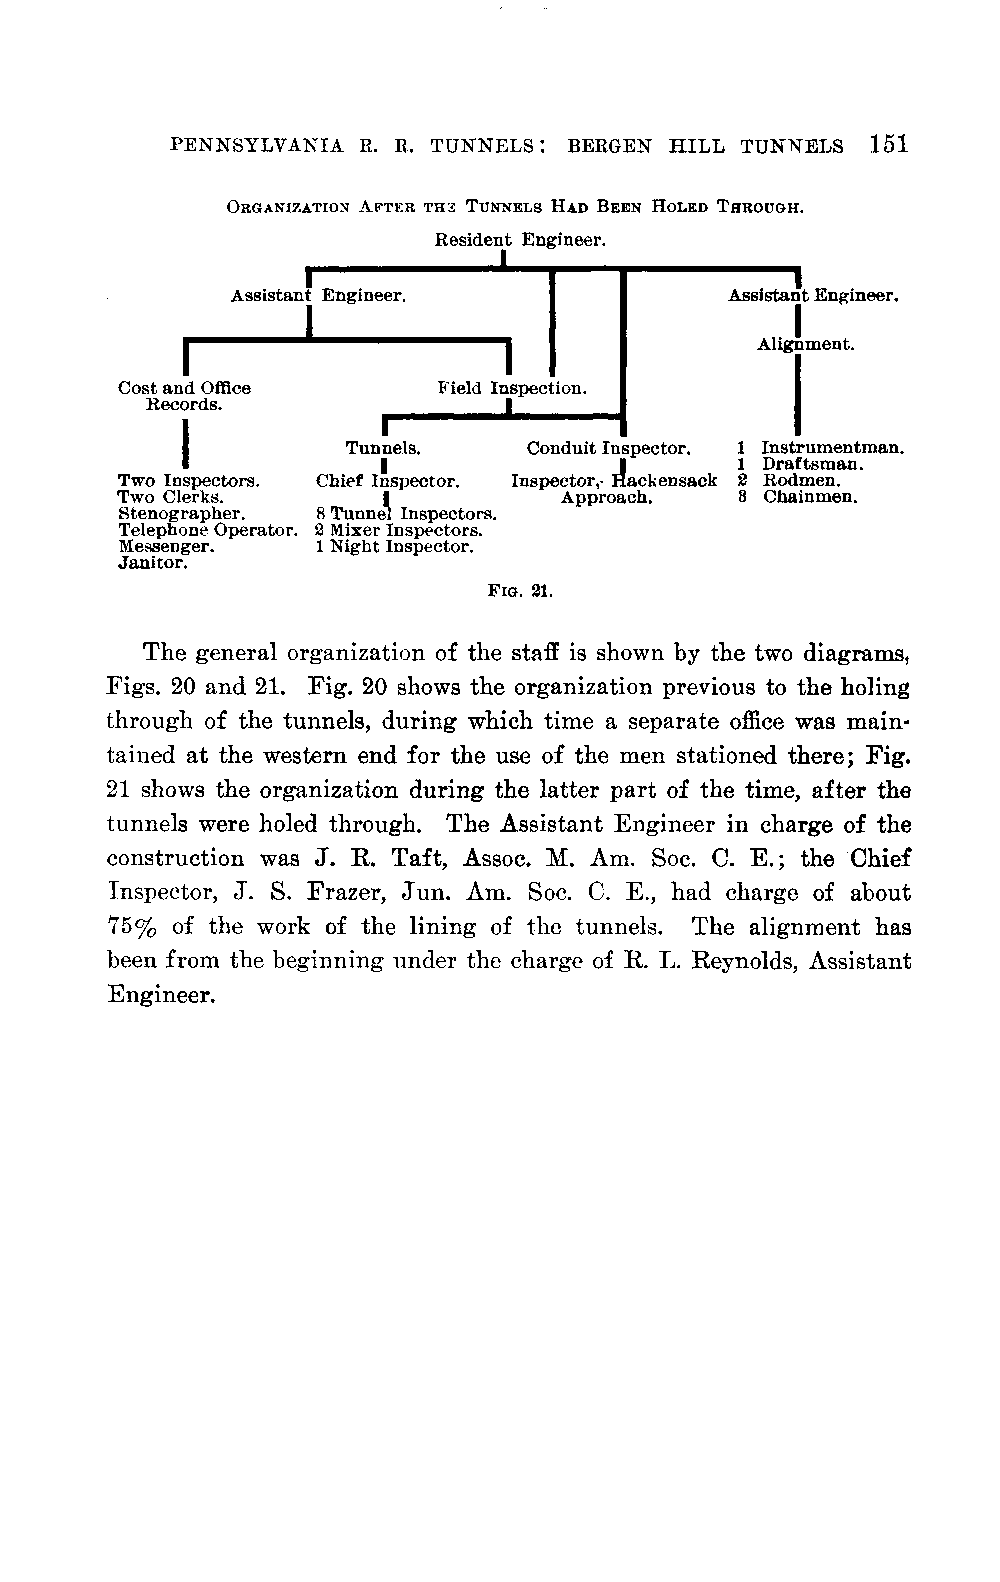 PENNSYLVANIA R. R. TUNNELS: BERGEN HILL TUNNELS 151
ORGANIZATION AFTER THE TUNNELS HAD BEEN HOLED THROUGH.
Resident Engineer.
Assistant Engineer.
Assistant Engineer.
Alignment.
Cost and Office
Records.
Field Inspection.
Tunnels.
Conduit Inspector.
1 Instrumentman.
1 Draftsman.
2 Rodmen.
3 Chainmen.
Two Inspectors.
Two Clerks.
Stenographer.
Telephone Operator.
Messenger.
Janitor.
Chief Inspector.
8 Tunnel Inspectors.
2 Mixer Inspectors.
1 Night Inspector.
Inspector, Hackensack
Approach.
FIG. 21.
The general organization of the staff is shown by the two diagrams,
Figs. 20 and 21. Fig. 20 shows the organization previous to the holing
through of the tunnels, during which time a separate office was main-
tained at the western end for the use of the men stationed there; Fig.
21 shows the organization during the latter part of the time, after the
tunnels were holed through. The Assistant Engineer in charge of the
construction was J. R. Taft, Assoc. M. Am. Soc. C. E.; the Chief
Inspector, J. S. Frazer, Jun. Am. Soc. C. E., had charge of about
75% of the work of the lining of the tunnels. The alignment has
been from the beginning under the charge of R. L. Reynolds, Assistant
Engineer.